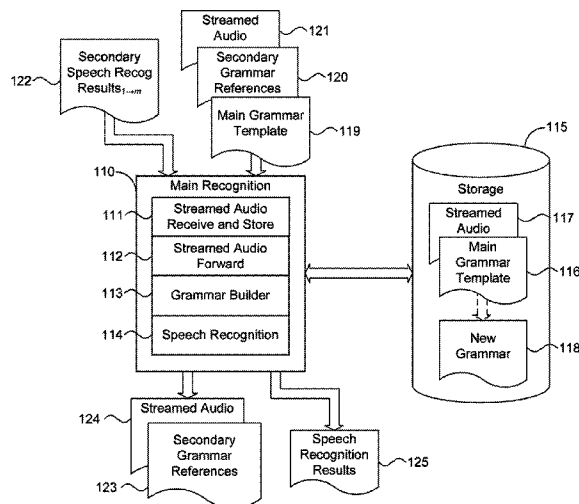 Streamed
Audio
121
Secondary
Grammar
References
120
Main Grammar
Template
119
122
Secondary
Speech Recog
Results1→m
110
Main Recognition
111
Streamed Audio
Receive and Store
112
Streamed Audio
Forward
113
Grammar Builder
114
Speech Recognition
115
Storage
Streamed
Audio
117
Main
Grammar
Template
116
New
Grammar
118
124
Streamed Audio
Secondary
Grammar
References
123
Speech
Recognition
Results
125